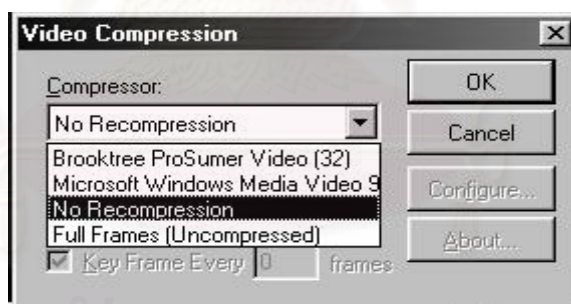 Video Compression
Compressor:
OK
No Recompression
Cancel
Brooktree ProSumer Video (32)
Microsoft Windows Media Video 9
No Recompression
Full Frames (Uncompressed)
Configure...
About...
Key Frame Every 0 frames